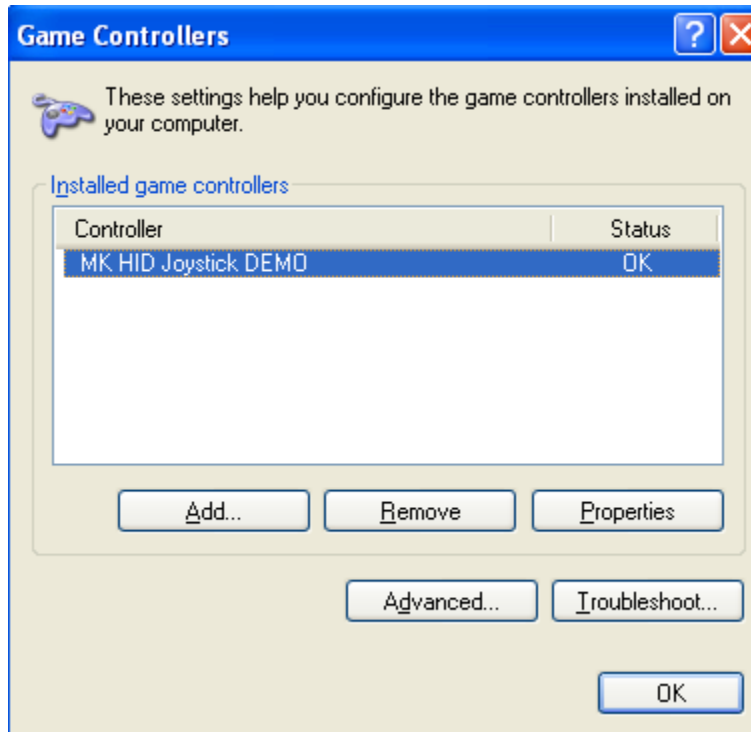 Game Controllers
?
These settings help you configure the game controllers installed on
your computer.
Installed game controllers
Controller Status
MK HID Joystick DEMO OK
Add... Remove Properties
Advanced... Troubleshoot...
OK